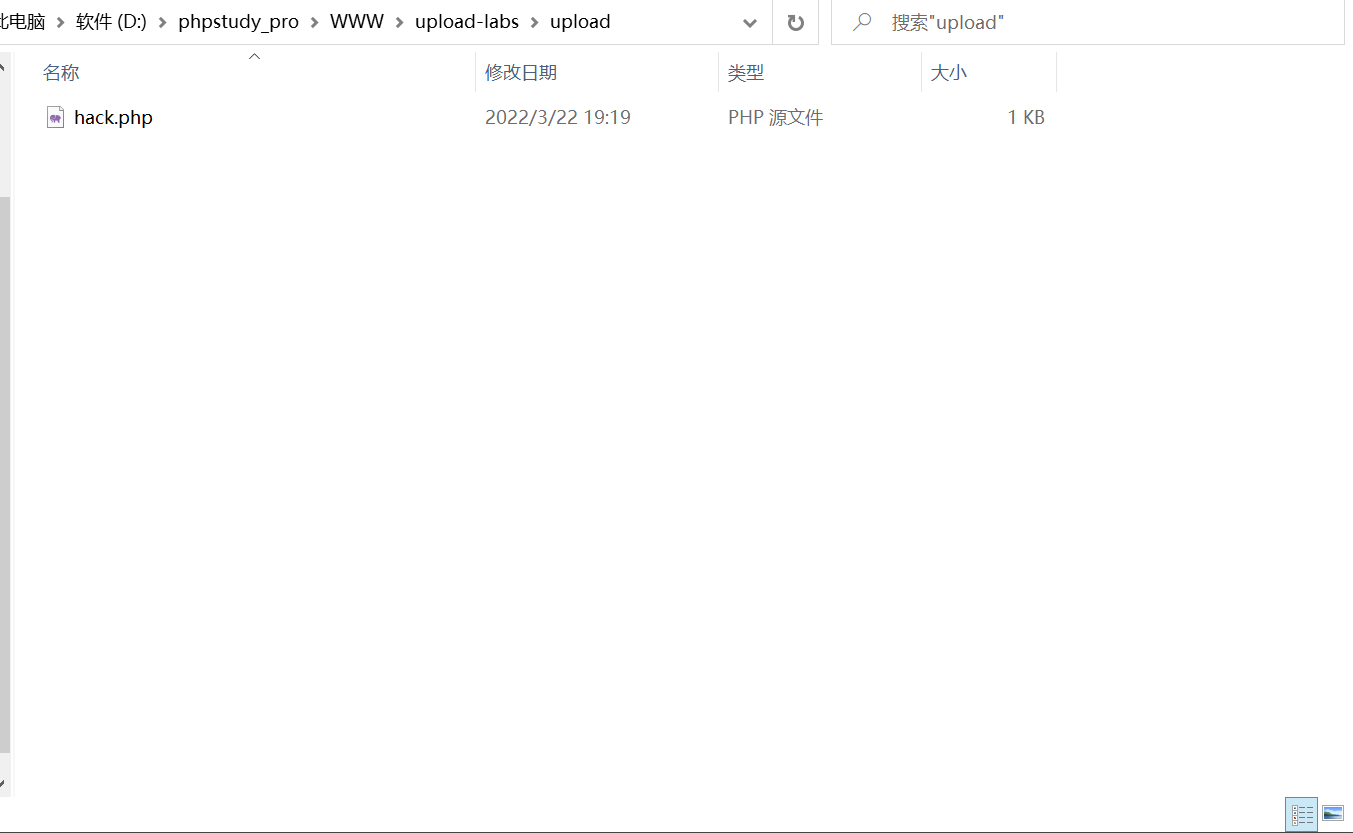 此电脑 > 软件 (D:) > phpstudy_pro > WWW > upload-labs > upload 搜索"upload"
名称 修改日期 类型 大小
hack.php 2022/3/22 19:19 PHP 源文件 1 KB